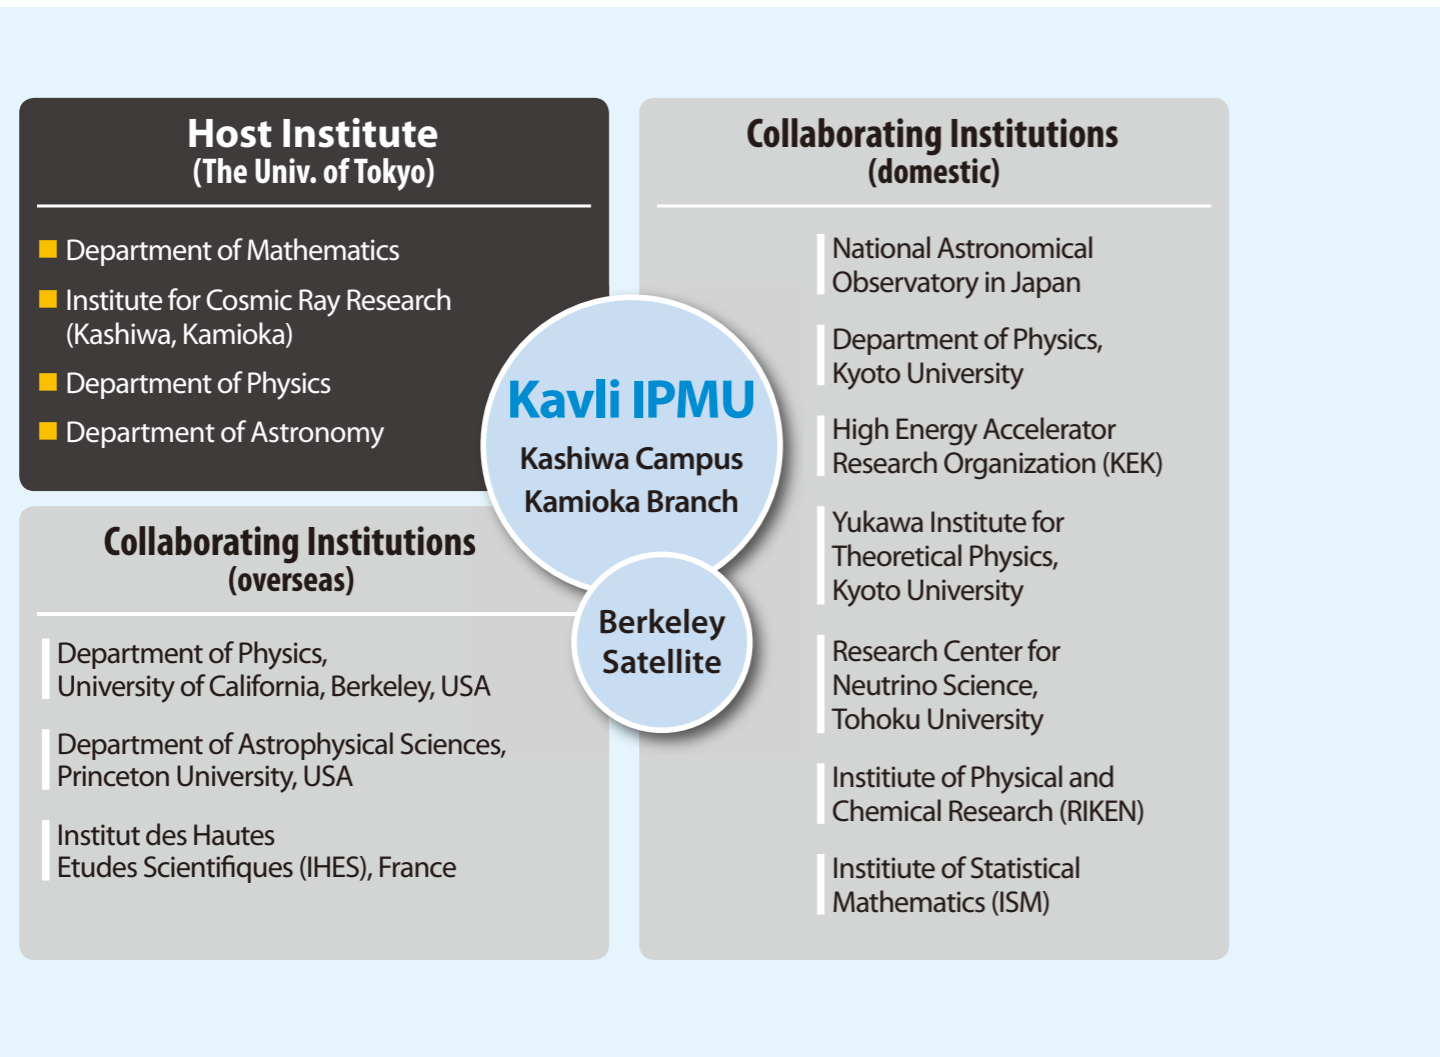 Host Institute
(The Univ. of Tokyo)
Department of Mathematics
Institute for Cosmic Ray Research
(Kashiwa, Kamioka)
Department of Physics
Department of Astronomy
Kavli IPMU
Kashiwa Campus
Kamioka Branch
Berkeley
Satellite
Collaborating Institutions
(overseas)
Department of Physics,
University of California, Berkeley, USA
Department of Astrophysical Sciences,
Princeton University, USA
Institut des Hautes
Etudes Scientifiques (IHES), France
Collaborating Institutions
(domestic)
National Astronomical
Observatory in Japan
Department of Physics,
Kyoto University
High Energy Accelerator
Research Organization (KEK)
Yukawa Institute for
Theoretical Physics,
Kyoto University
Research Center for
Neutrino Science,
Tohoku University
Institiute of Physical and
Chemical Research (RIKEN)
Institiute of Statistical
Mathematics (ISM)